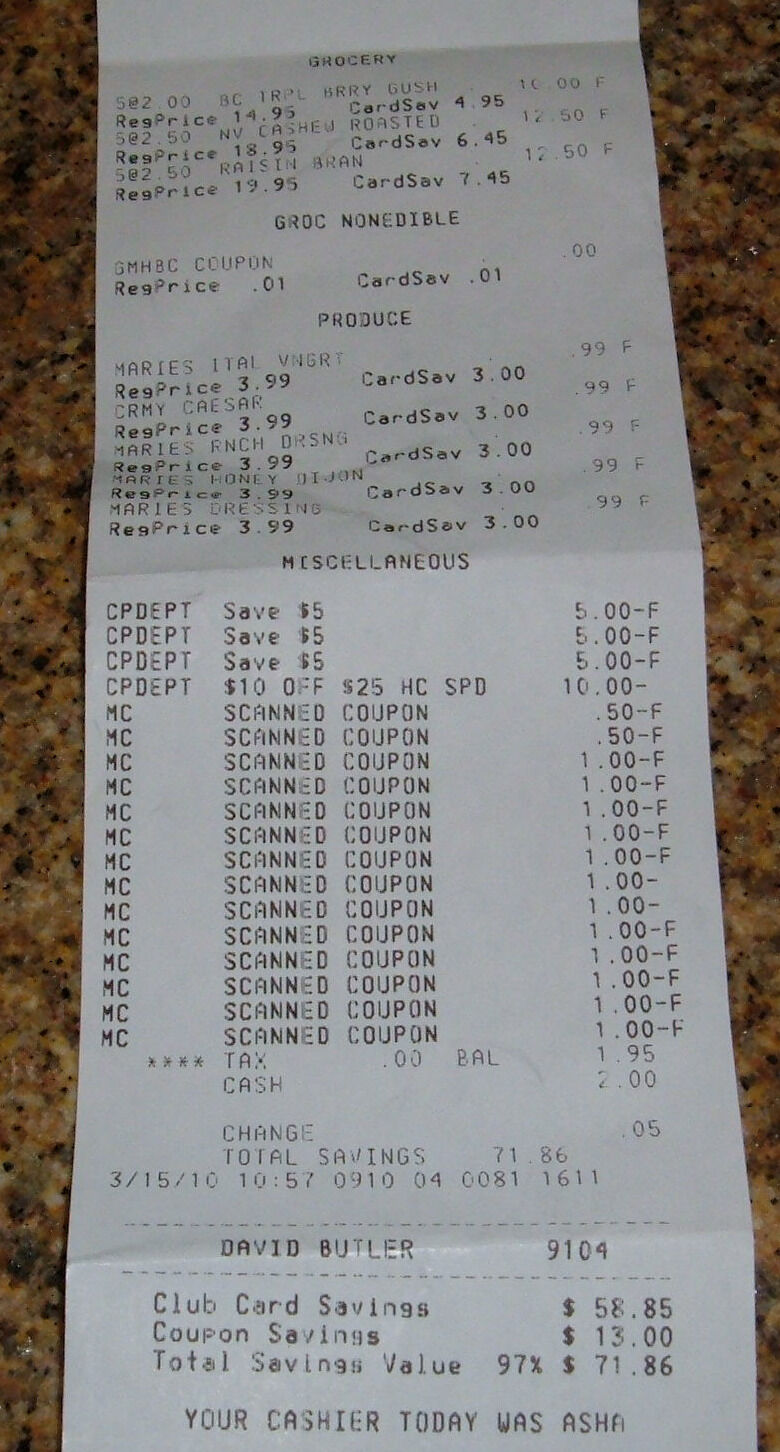 GROCERY
5@2.00 BC TRPL BRRY GUSH 10.00 F
RegPrice 14.95 CardSav 4.95
5@2.50 NV CASHEW ROASTED 12.50 F
RegPrice 18.95 CardSav 6.45
5@2.50 RAISIN BRAN 12.50 F
RegPrice 19.95 CardSav 7.45
GROC NONEDIBLE
GMHBC COUPON .00
RegPrice .01 CardSav .01
PRODUCE
MARIES ITAL VNGRT .99 F
RegPrice 3.99 CardSav 3.00
CRMY CAESAR .99 F
RegPrice 3.99 CardSav 3.00
MARIES RNCH DRSNG .99 F
RegPrice 3.99 CardSav 3.00
MARIES HONEY DIJON .99 F
RegPrice 3.99 CardSav 3.00
MARIES DRESSING .99 F
RegPrice 3.99 CardSav 3.00
MISCELLANEOUS
CPDEPT Save $5 5.00-F
CPDEPT Save $5 5.00-F
CPDEPT Save $5 5.00-F
CPDEPT $10 OFF $25 HC SPD 10.00-
MC SCANNED COUPON .50-F
MC SCANNED COUPON .50-F
MC SCANNED COUPON 1.00-F
MC SCANNED COUPON 1.00-F
MC SCANNED COUPON 1.00-F
MC SCANNED COUPON 1.00-F
MC SCANNED COUPON 1.00-F
MC SCANNED COUPON 1.00-
MC SCANNED COUPON 1.00-
MC SCANNED COUPON 1.00-F
MC SCANNED COUPON 1.00-F
MC SCANNED COUPON 1.00-F
MC SCANNED COUPON 1.00-F
MC SCANNED COUPON 1.00-F
**** TAX .00 BAL 1.95
CASH 2.00
CHANGE .05
TOTAL SAVINGS 71.86
3/15/10 10:57 0910 04 0081 1611
DAVID BUTLER 9104
Club Card Savings $ 58.85
Coupon Savings $ 13.00
Total Savings Value 97% $ 71.86
YOUR CASHIER TODAY WAS ASHA